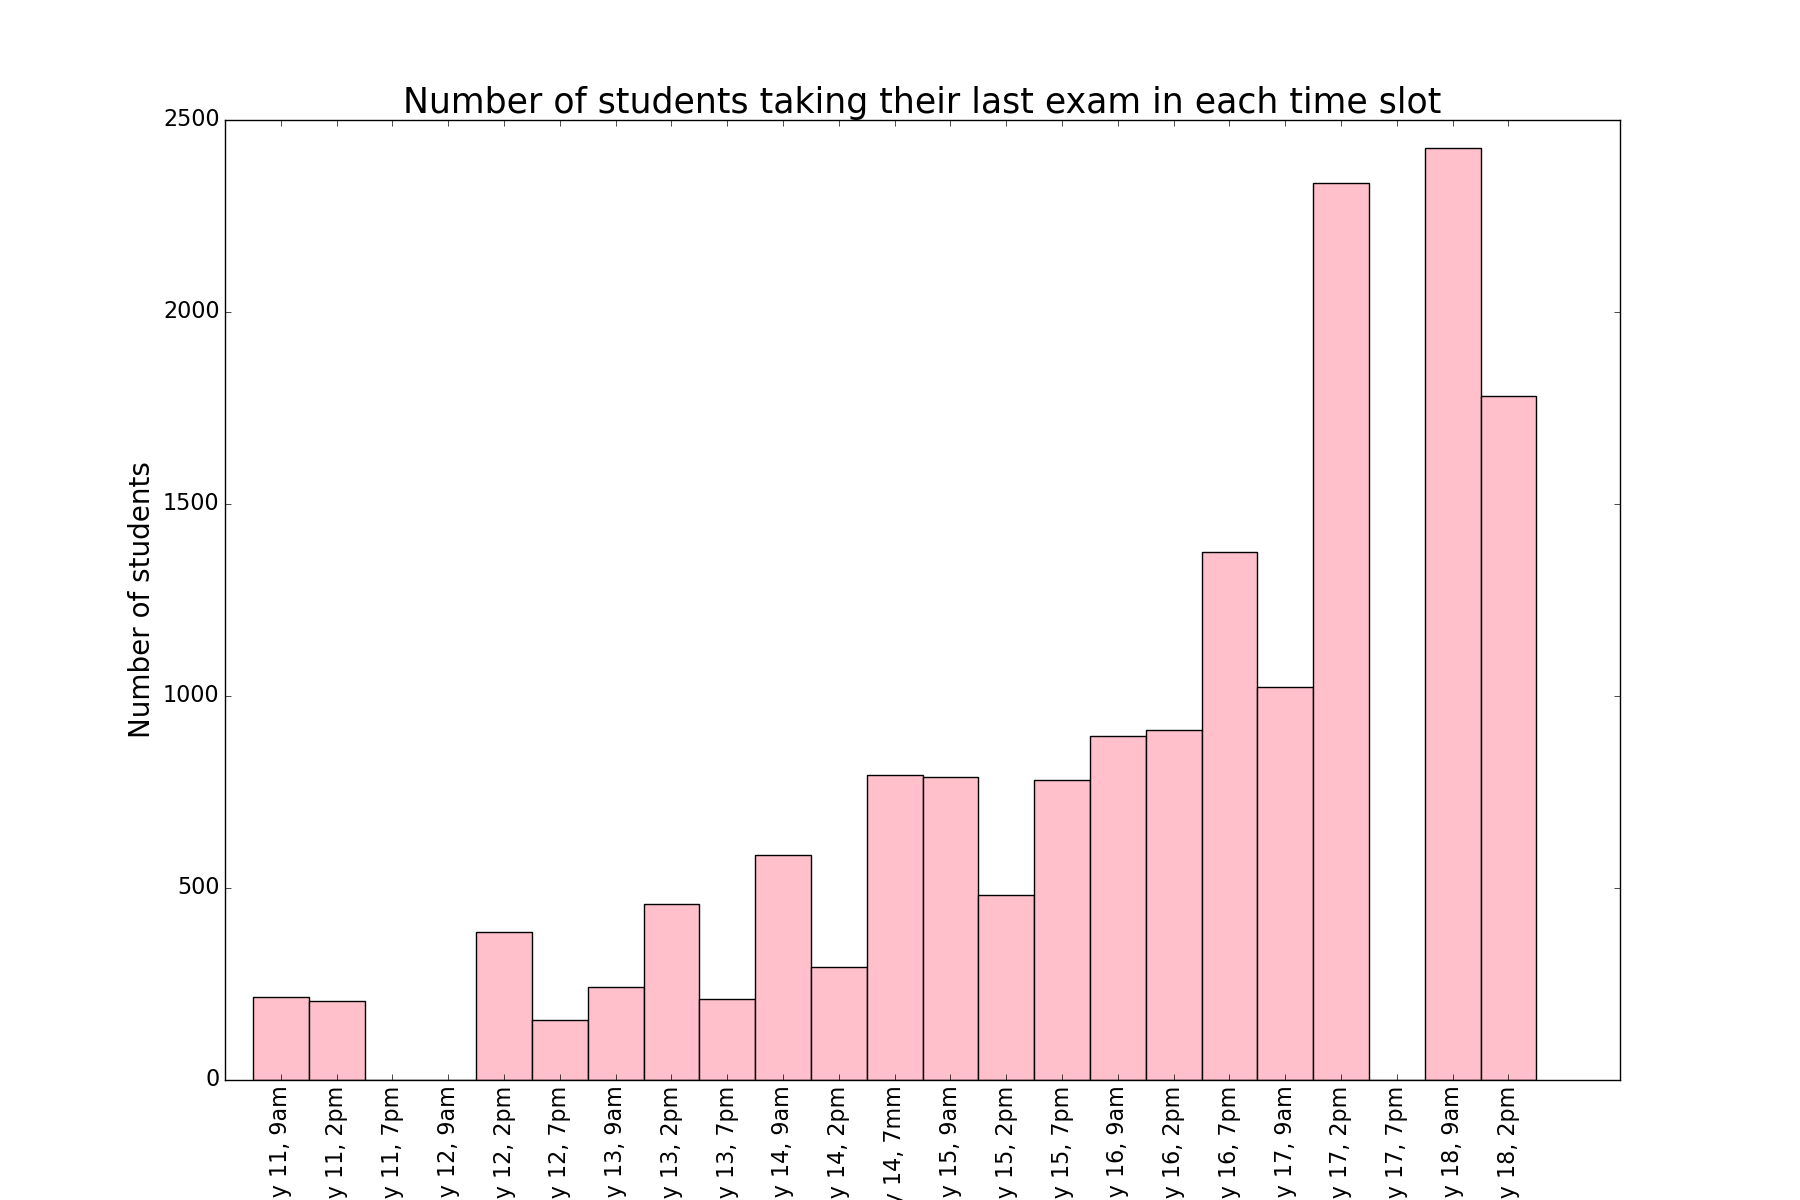 Number of students taking their last exam in each time slot
2500
2000
1500
1000
500
0
Number of students
y 11, 9am
y 11, 2pm
y 11, 7pm
y 12, 9am
y 12, 2pm
y 12, 7pm
y 13, 9am
y 13, 2pm
y 13, 7pm
y 14, 9am
y 14, 2pm
y 14, 7mm
y 15, 9am
y 15, 2pm
y 15, 7pm
y 16, 9am
y 16, 2pm
y 16, 7pm
y 17, 9am
y 17, 2pm
y 17, 7pm
y 18, 9am
y 18, 2pm